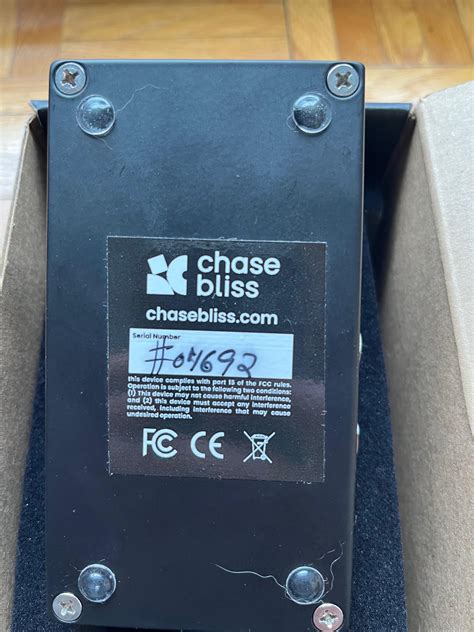 chase
bliss
chasebliss.com
Serial Number
#07692
This device complies with part 15 of the FCC rules.
Operation is subject to the following two conditions:
(1) This device may not cause harmful interference,
and (2) this device must accept any interference
received, including interference that may cause
undesired operation.
FC CE